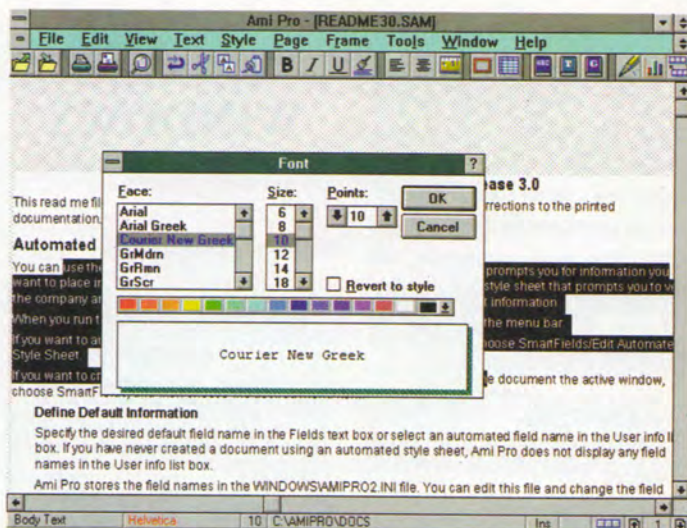 Ami Pro - [README30.SAM]
File Edit View Text Style Page Frame Tools Window Help
B I U
Font ?
Face: Size: Points:
Arial
Arial Greek
Courier New Greek
GrMdrn
GrRmn
GrScr
6
8
10
12
14
18
10
OK
Cancel
Revert to style
Courier New Greek
ease 3.0
This read me fil
rrections to the printed
documentation.
Automated
You can use the
prompts you for information you
want to place in
style sheet that prompts you to
the company a
t information
When you run t
the menu bar
If you want to a
oose SmartFields/Edit Automate
Style Sheet.
If you want to cr
e document the active window,
choose SmartF
Define Default Information
Specify the desired default field name in the Fields text box or select an automated field name in the User info li
box. If you have never created a document using an automated style sheet, Ami Pro does not display any field
names in the User info list box.
Ami Pro stores the field names in the WINDOWS\AMIPRO2.INI file. You can edit this file and change the field
Body Text Helvetica 10 C:\AMIPRO\DOCS Ins 1